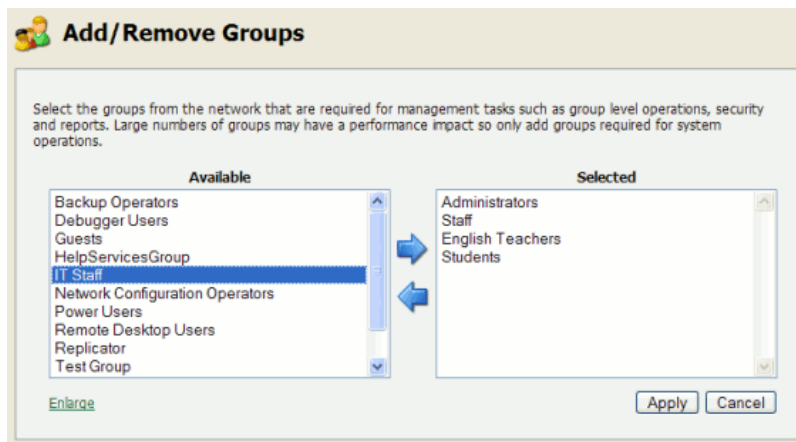 Add/Remove Groups
Select the groups from the network that are required for management tasks such as group level operations, security
and reports. Large numbers of groups may have a performance impact so only add groups required for system
operations.
Available
Backup Operators
Debugger Users
Guests
HelpServicesGroup
IT Staff
Network Configuration Operators
Power Users
Remote Desktop Users
Replicator
Test Group
Selected
Administrators
Staff
English Teachers
Students
Enlarge
Apply
Cancel